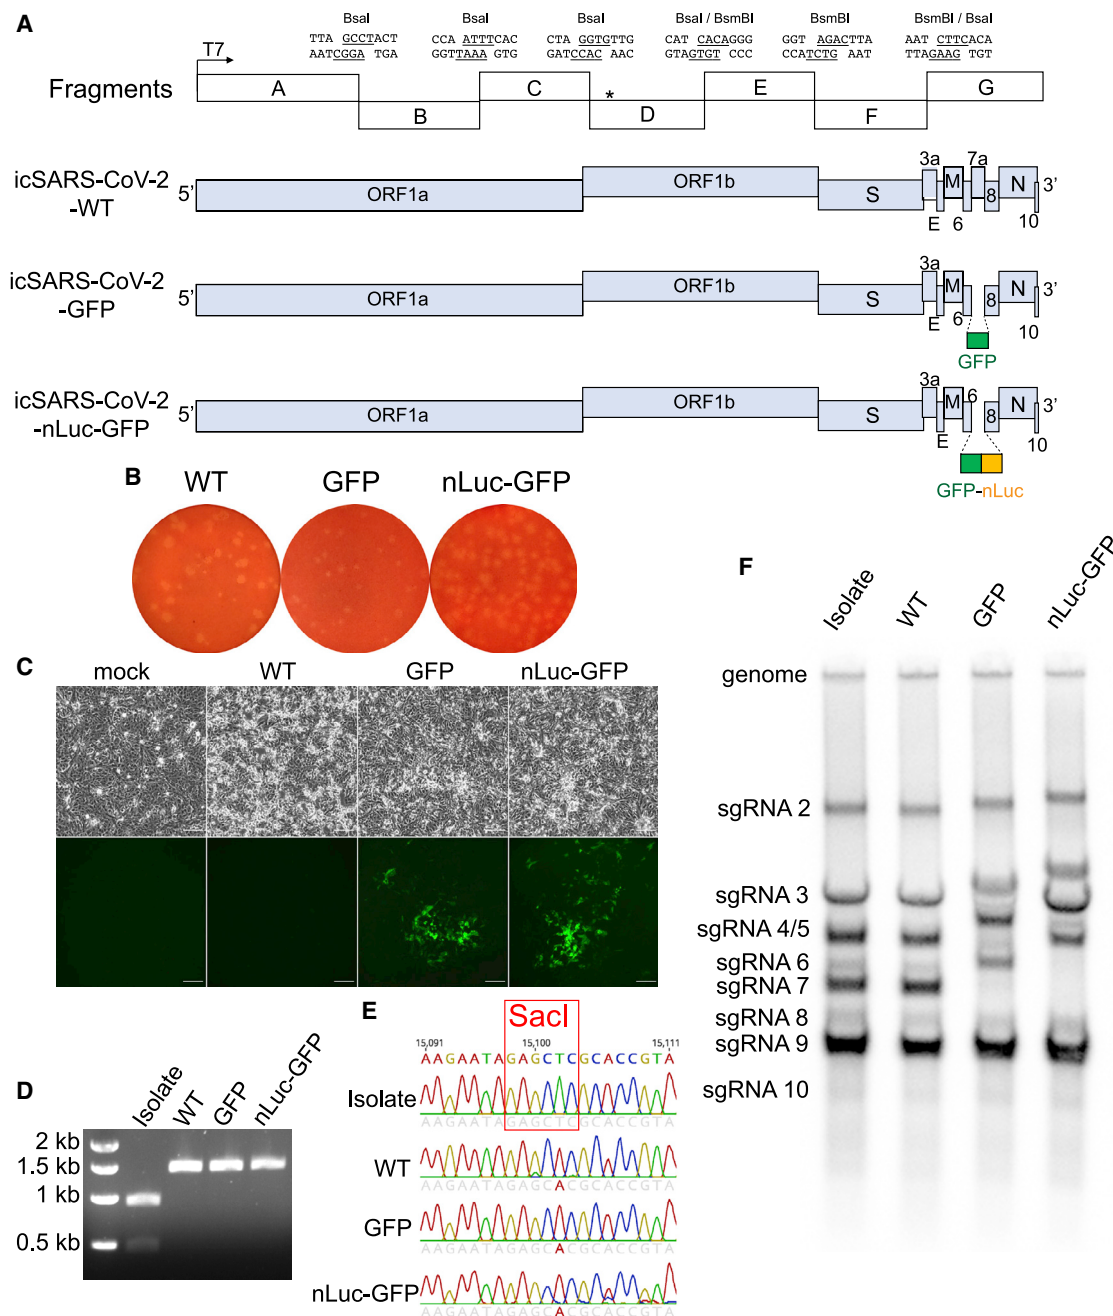 A
BsaI BsaI BsaI BsaI / BsmBI BsmBI BsmBI / BsaI
TTA GCCTACT CCA ATTTCAC CTA GGTGTTG CAT CACAGGG GGT AGACTTA AAT CTTCACA
AATCGGA TGA GGTTAAA GTG GATCCAC AAC GTAGTGT CCC CCATCTG AAT TTAGAAG TGT
T7
Fragments A B C * D E F G
icSARS-CoV-2
-WT
5' ORF1a ORF1b S 3a E M 6 7a 8 N 10 3'
icSARS-CoV-2
-GFP
5' ORF1a ORF1b S 3a E M 6 8 N 10 3'
GFP
icSARS-CoV-2
-nLuc-GFP
5' ORF1a ORF1b S 3a E M 6 8 N 10 3'
GFP-nLuc
B
WT GFP nLuc-GFP
C
mock WT GFP nLuc-GFP
D
Isolate WT GFP nLuc-GFP
2 kb
1.5 kb
1 kb
0.5 kb
E
SacI
15,091 15,100 15,111
AAGAATAGAGCTCGCACCGTA
Isolate
AAGAATAGAGCTCGCACCGTA
WT
AAGAATAGAGCACGCACCGTA
GFP
AAGAATAGAGCACGCACCGTA
nLuc-GFP
AAGAATAGAGCACGCACCGTA
F
Isolate WT GFP nLuc-GFP
genome
sgRNA 2
sgRNA 3
sgRNA 4/5
sgRNA 6
sgRNA 7
sgRNA 8
sgRNA 9
sgRNA 10